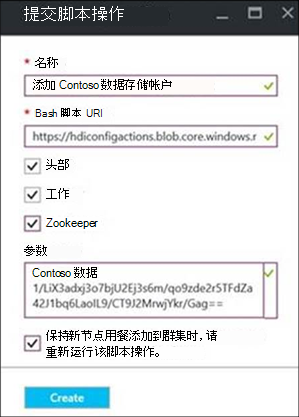 提交脚本操作
* 名称
添加 Contoso 数据存储帐户
* Bash 脚本 URI
https://hdiconfigactions.blob.core.windows.r
头部
工作
Zookeeper
参数
Contoso 数据
1/LiX3adxj3o7bjU2Ej3s6m/qo9zde2r5TFdZa
42J1bq6LaolL9/CT9J2MrwjYkr/Gag==
保持新节点用餐添加到群集时,请
重新运行该脚本操作。
Create